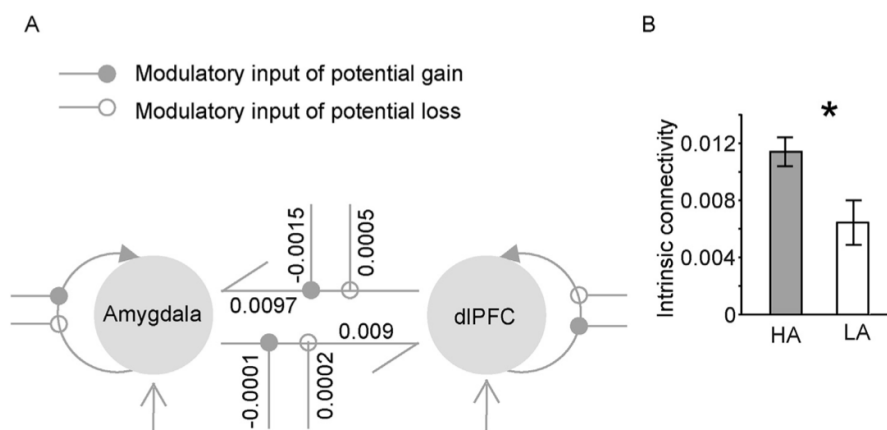 A
Modulatory input of potential gain
Modulatory input of potential loss
-0.0015
0.0005
0.0097
Amygdala
dlPFC
0.009
-0.0001
0.0002
B
*
Intrinsic connectivity
0.012
0.008
0.004
0
HA
LA